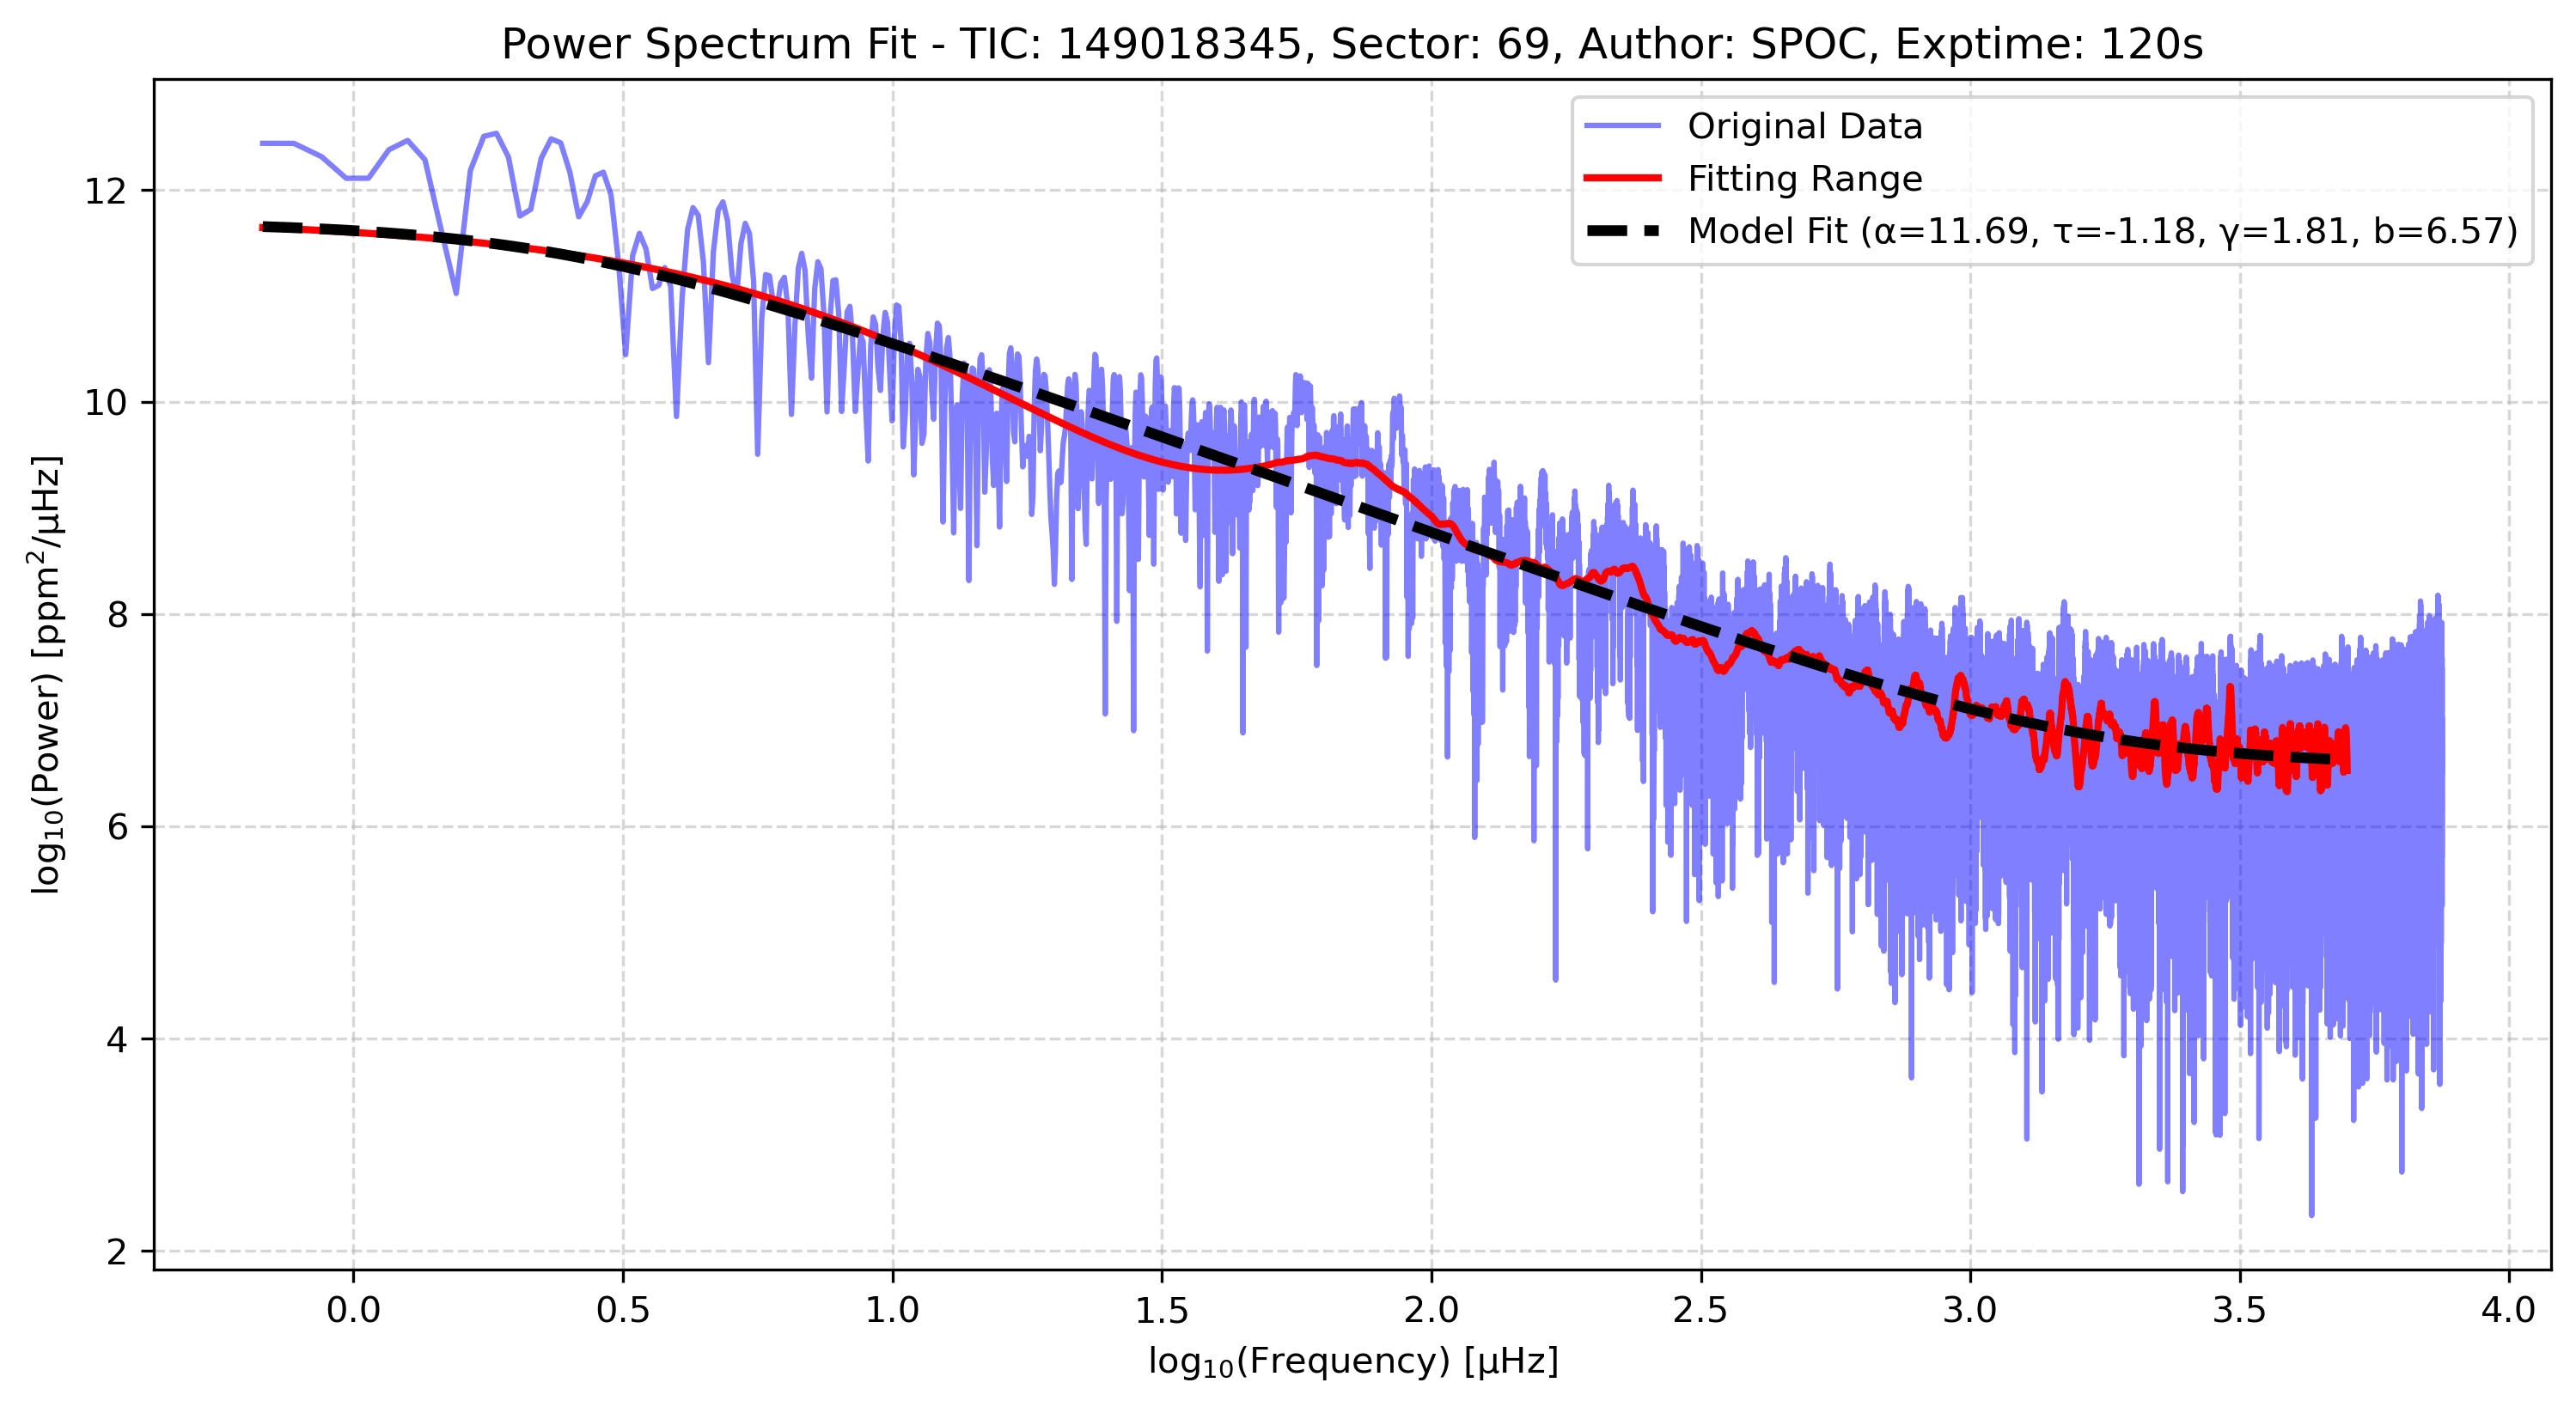 Power Spectrum Fit - TIC: 149018345, Sector: 69, Author: SPOC, Exptime: 120s
Original Data
Fitting Range
Model Fit (α=11.69, τ=-1.18, γ=1.81, b=6.57)
log₁₀(Power) [ppm²/µHz]
12
10
8
6
4
2
0.0 0.5 1.0 1.5 2.0 2.5 3.0 3.5 4.0
log₁₀(Frequency) [µHz]